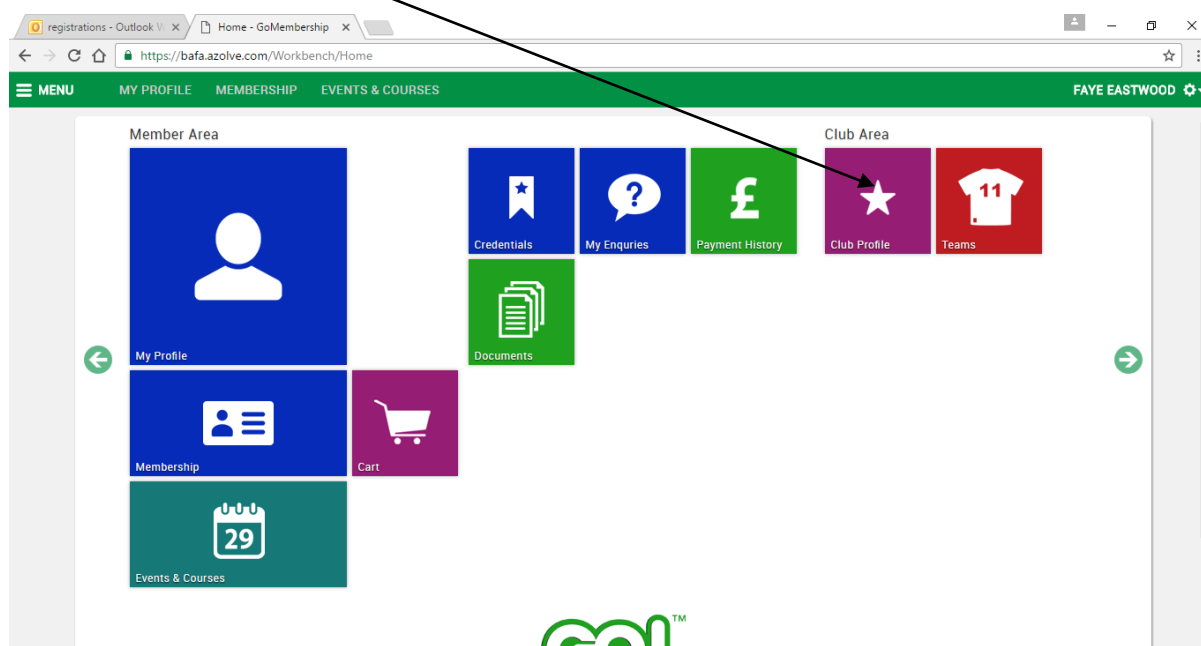 registrations - Outlook W
Home - GoMembership
https://bafa.azolve.com/Workbench/Home
MENU
MY PROFILE
MEMBERSHIP
EVENTS & COURSES
FAYE EASTWOOD
Member Area
Club Area
Credentials
My Enquries
Payment History
Club Profile
11
Teams
My Profile
Documents
Membership
Cart
29
Events & Courses
GO!™